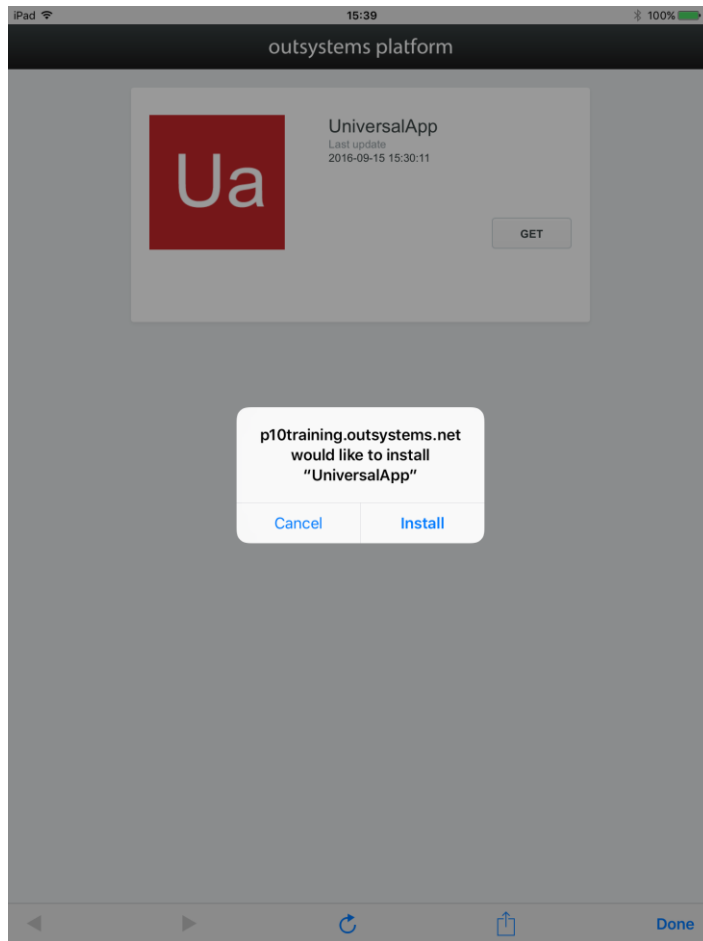 iPad 15:39 100%
outsystems platform
Ua
UniversalApp
Last update
2016-09-15 15:30:11
GET
p10training.outsystems.net
would like to install
“UniversalApp”
Cancel Install
Done